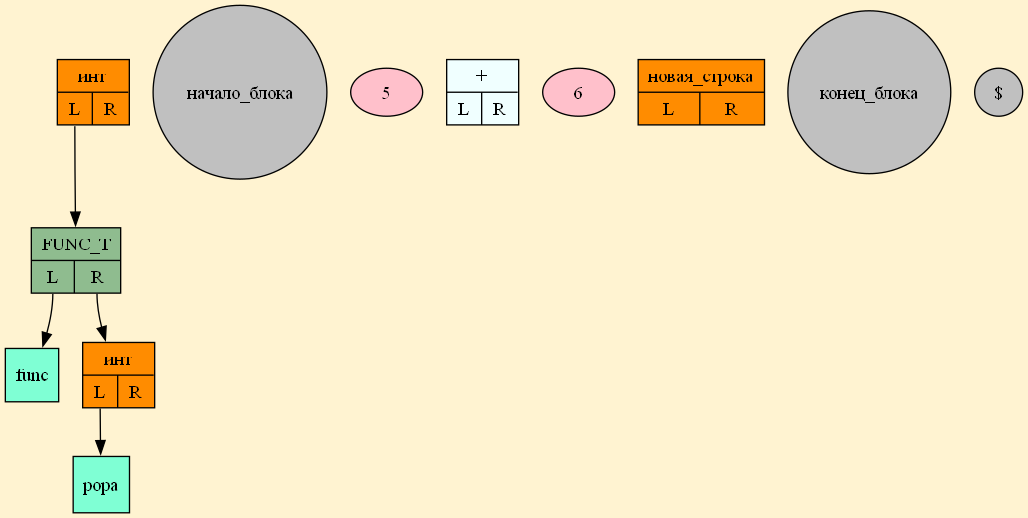 инт
L R
начало_блока
5
+
L R
6
новая_строка
L R
конец_блока
$
FUNC_T
L R
func
инт
L R
popa